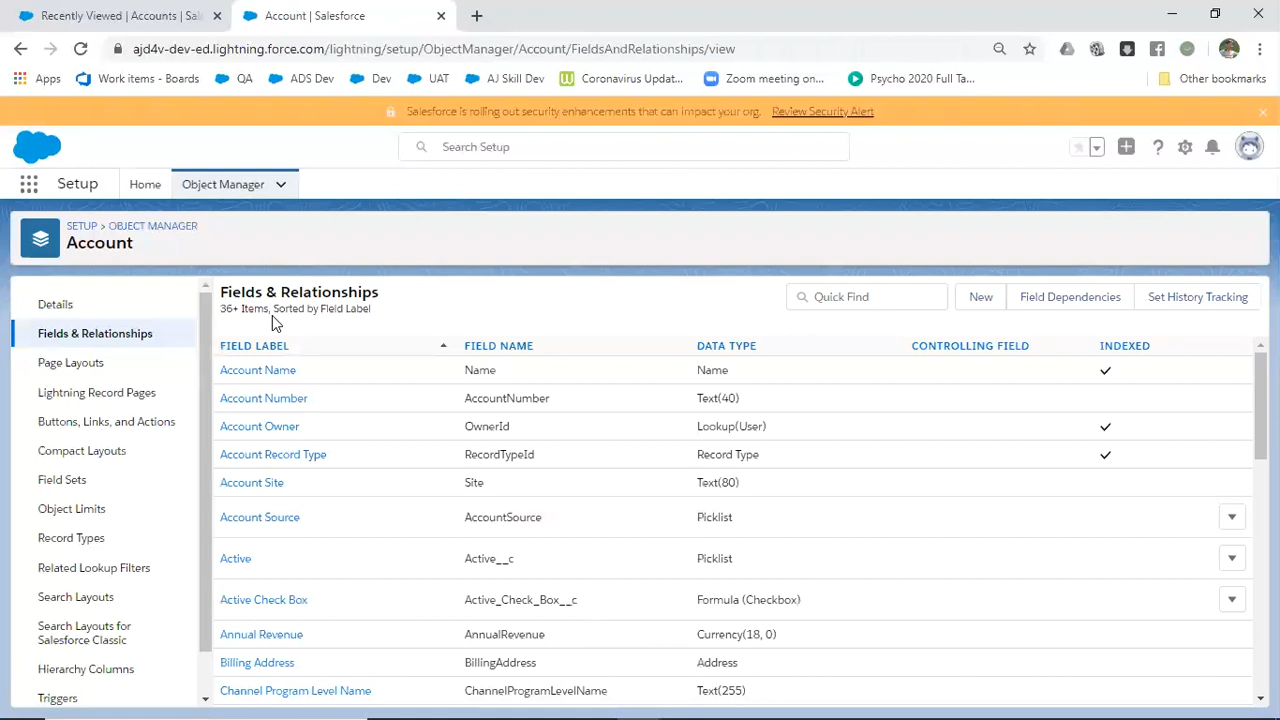 Recently Viewed | Accounts | Sal
Account | Salesforce
ajd4v-dev-ed.lightning.force.com/lightning/setup/ObjectManager/Account/FieldsAndRelationships/view
Apps Work items - Boards QA ADS Dev Dev UAT AJ Skill Dev Coronavirus Updat... Zoom meeting on... Psycho 2020 Full Ta... Other bookmarks
Salesforce is rolling out security enhancements that can impact your org. Review Security Alert
Search Setup
Setup Home Object Manager
SETUP > OBJECT MANAGER
Account
Details
Fields & Relationships
Page Layouts
Lightning Record Pages
Buttons, Links, and Actions
Compact Layouts
Field Sets
Object Limits
Record Types
Related Lookup Filters
Search Layouts
Search Layouts for
Salesforce Classic
Hierarchy Columns
Triggers
Fields & Relationships
36+ Items, Sorted by Field Label
Quick Find New Field Dependencies Set History Tracking
FIELD LABEL FIELD NAME DATA TYPE CONTROLLING FIELD INDEXED
Account Name Name Name
Account Number AccountNumber Text(40)
Account Owner OwnerId Lookup(User)
Account Record Type RecordTypeId Record Type
Account Site Site Text(80)
Account Source AccountSource Picklist
Active Active__c Picklist
Active Check Box Active_Check_Box__c Formula (Checkbox)
Annual Revenue AnnualRevenue Currency(18, 0)
Billing Address BillingAddress Address
Channel Program Level Name ChannelProgramLevelName Text(255)